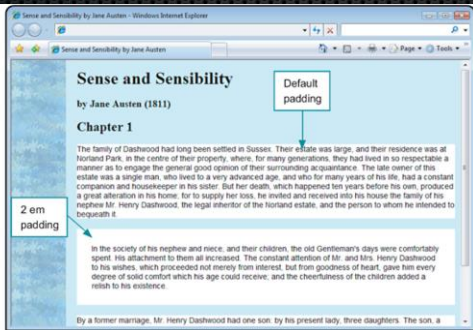 Sense and Sensibility by Jane Austen - Windows Internet Explorer
Sense and Sensibility by Jane Austen
Page
Tools
Sense and Sensibility
by Jane Austen (1811)
Default
padding
Chapter 1
The family of Dashwood had long been settled in Sussex. Their estate was large, and their residence was at
Norland Park, in the centre of their property, where, for many generations, they had lived in so respectable a
manner as to engage the general good opinion of their surrounding acquaintance. The late owner of this
estate was a single man, who lived to a very advanced age, and who for many years of his life, had a constant
companion and housekeeper in his sister. But her death, which happened ten years before his own, produced
a great alteration in his home; for to supply her loss, he invited and received into his house the family of his
nephew Mr. Henry Dashwood, the legal inheritor of the Norland estate, and the person to whom he intended to
bequeath it.
2 em
padding
In the society of his nephew and niece, and their children, the old Gentleman's days were comfortably
spent. His attachment to them all increased. The constant attention of Mr. and Mrs. Henry Dashwood
to his wishes, which proceeded not merely from interest, but from goodness of heart, gave him every
degree of solid comfort which his age could receive; and the cheerfulness of the children added a
relish to his existence.
By a former marriage, Mr. Henry Dashwood had one son: by his present lady, three daughters. The son, a